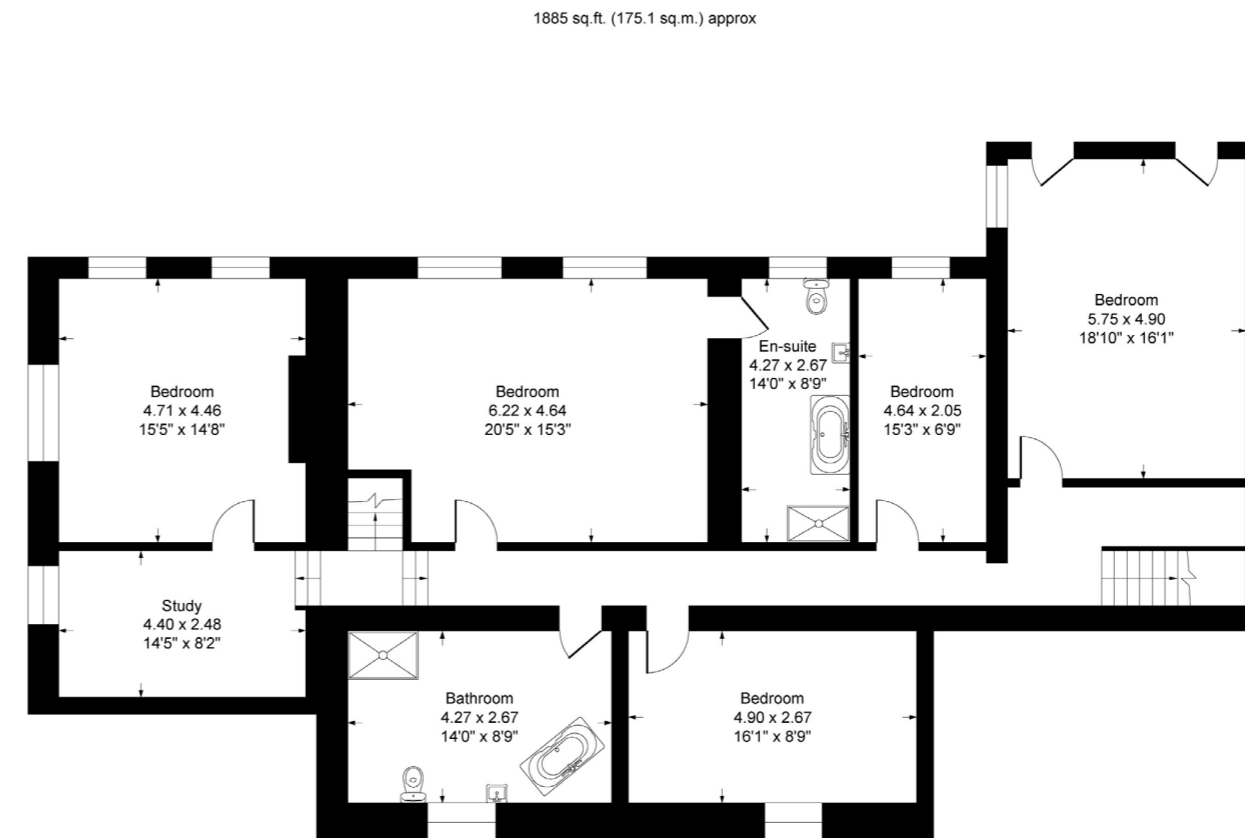 1885 sq.ft. (175.1 sq.m.) approx
Bedroom
5.75 x 4.90
18'10" x 16'1"
En-suite
4.27 x 2.67
14'0" x 8'9"
Bedroom
4.71 x 4.46
15'5" x 14'8"
Bedroom
6.22 x 4.64
20'5" x 15'3"
Bedroom
4.64 x 2.05
15'3" x 6'9"
Study
4.40 x 2.48
14'5" x 8'2"
Bathroom
4.27 x 2.67
14'0" x 8'9"
Bedroom
4.90 x 2.67
16'1" x 8'9"